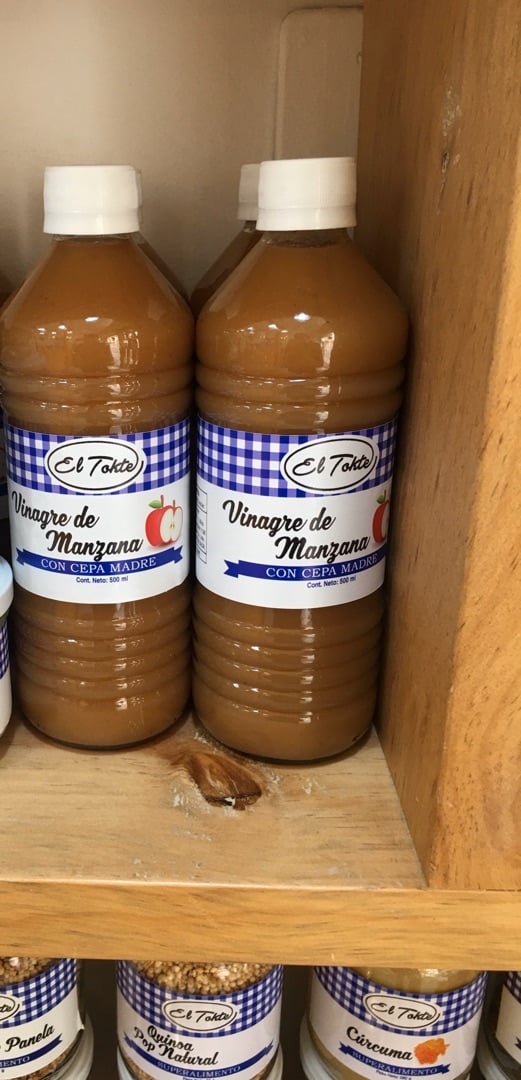 El Tokte
Vinagre de
Manzana
CON CEPA MADRE
Cont. Neto: 500 ml
El Tokte
Vinagre de
Manzana
CON CEPA MADRE
Cont. Neto: 500 ml
Panela
El Tokte
Quinoa
Pop Natural
SUPERALIMENTO
El Tokte
Cúrcuma
SUPERALIMENTO